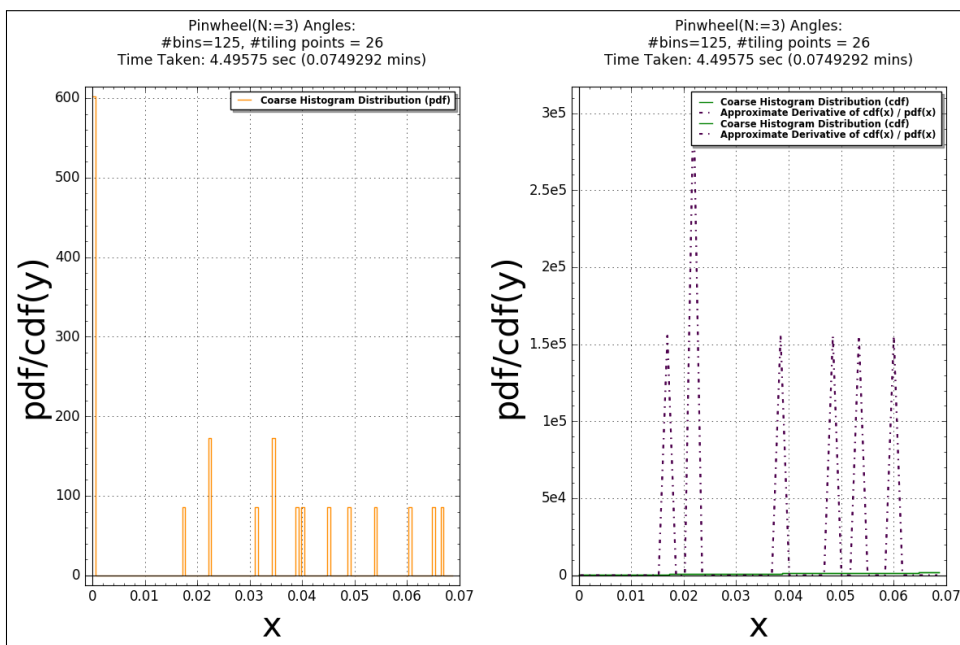 Pinwheel(N:=3) Angles:
#bins=125, #tiling points = 26
Time Taken: 4.49575 sec (0.0749292 mins)
Coarse Histogram Distribution (pdf)
600
500
400
300
200
100
0
pdf/cdf(y)
0 0.01 0.02 0.03 0.04 0.05 0.06 0.07
x
Pinwheel(N:=3) Angles:
#bins=125, #tiling points = 26
Time Taken: 4.49575 sec (0.0749292 mins)
Coarse Histogram Distribution (cdf)
Approximate Derivative of cdf(x) / pdf(x)
Coarse Histogram Distribution (cdf)
Approximate Derivative of cdf(x) / pdf(x)
3e5
2.5e5
2e5
1.5e5
1e5
5e4
0
pdf/cdf(y)
0 0.01 0.02 0.03 0.04 0.05 0.06 0.07
x